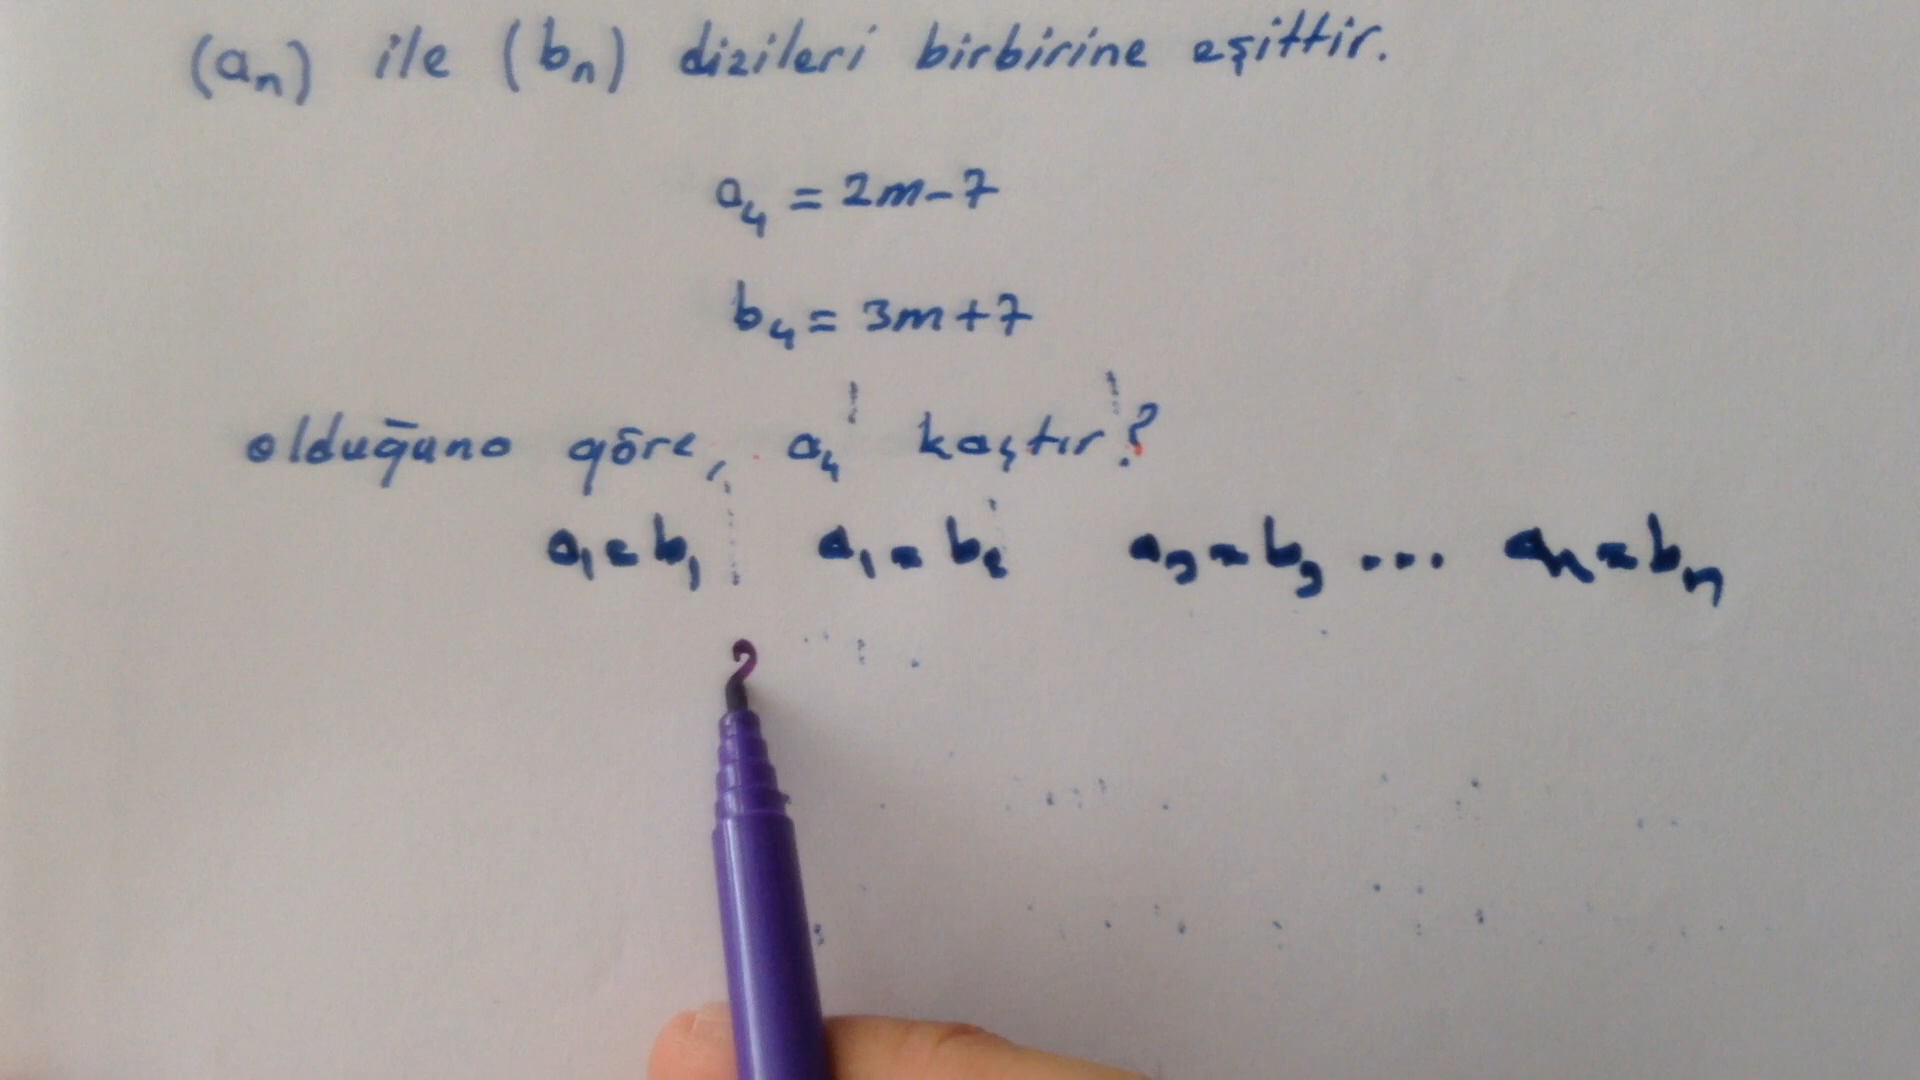 (aₙ) ile (bₙ) dizileri birbirine eşittir.
a₄ = 2m-7
b₄ = 3m+7
olduğuna göre, a₄ kaçtır?
a₁ = b₁ a₁ = b₂ a₃ = b₃ ... aₙ = bₙ
2